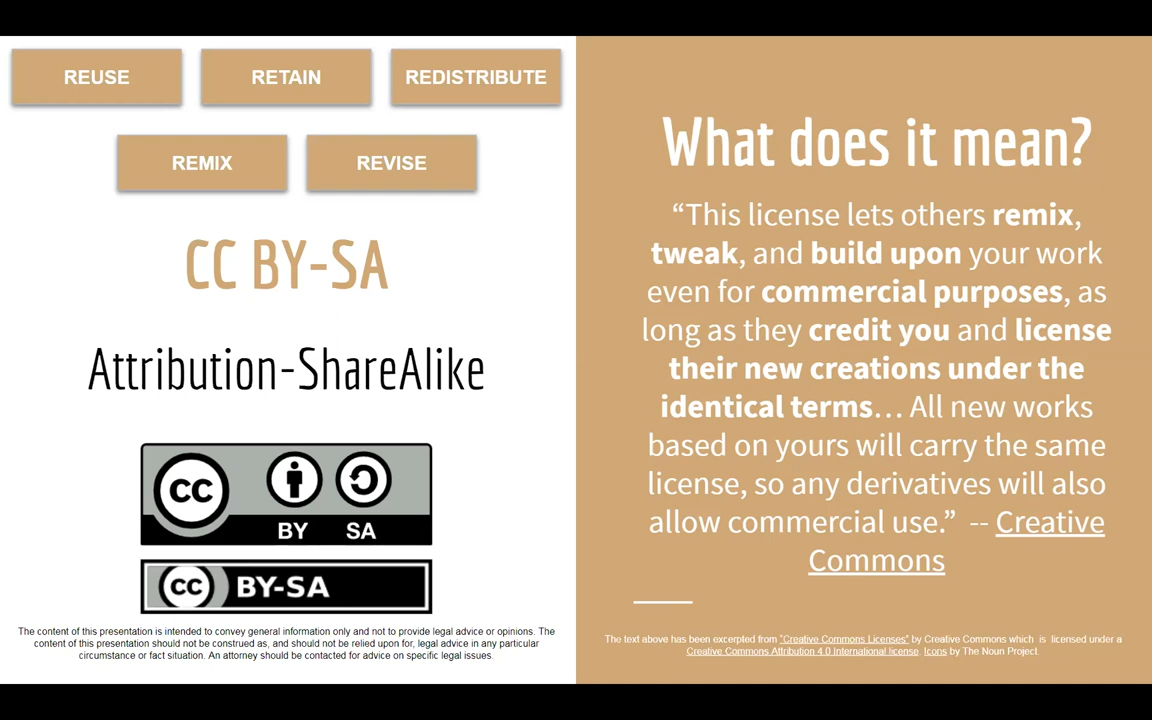 REUSE
RETAIN
REDISTRIBUTE
REMIX
REVISE
CC BY-SA
Attribution-ShareAlike
cc
BY
SA
cc
BY-SA
The content of this presentation is intended to convey general information only and not to provide legal advice or opinions. The
content of this presentation should not be construed as, and should not be relied upon for, legal advice in any particular
circumstance or fact situation. An attorney should be contacted for advice on specific legal issues.
What does it mean?
“This license lets others remix,
tweak, and build upon your work
even for commercial purposes, as
long as they credit you and license
their new creations under the
identical terms… All new works
based on yours will carry the same
license, so any derivatives will also
allow commercial use.” -- Creative
Commons
The text above has been excerpted from "Creative Commons Licenses" by Creative Commons which is licensed under a
Creative Commons Attribution 4.0 International license. Icons by The Noun Project.